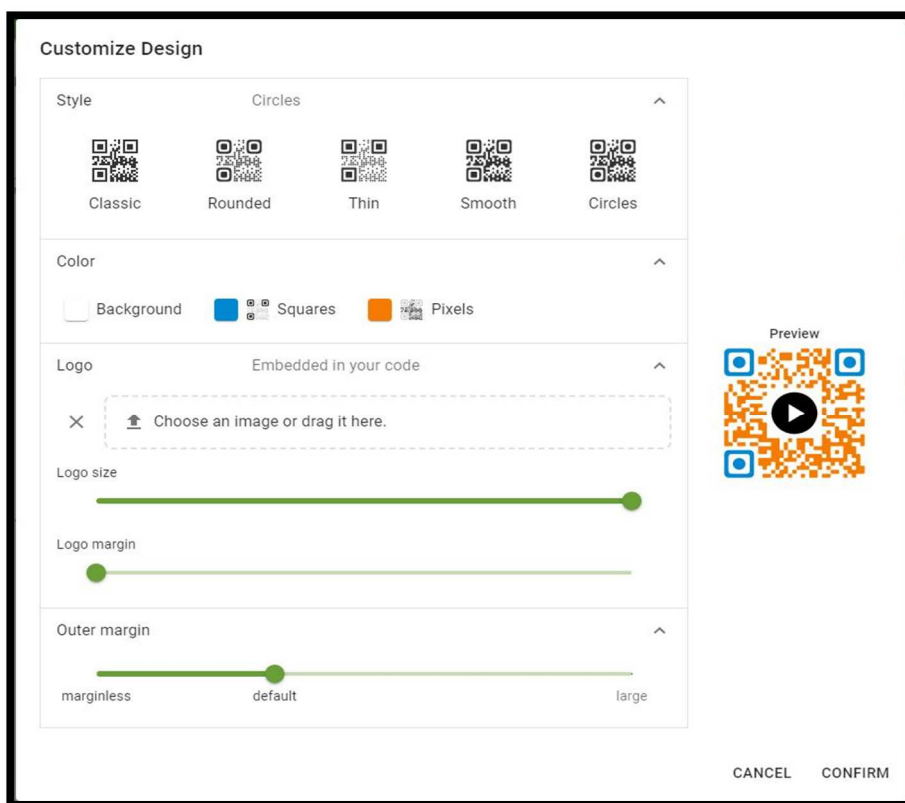 Customize Design
Style Circles
Classic Rounded Thin Smooth Circles
Color
Background Squares Pixels
Preview
Logo Embedded in your code
Choose an image or drag it here.
Logo size
Logo margin
Outer margin
marginless default large
CANCEL CONFIRM